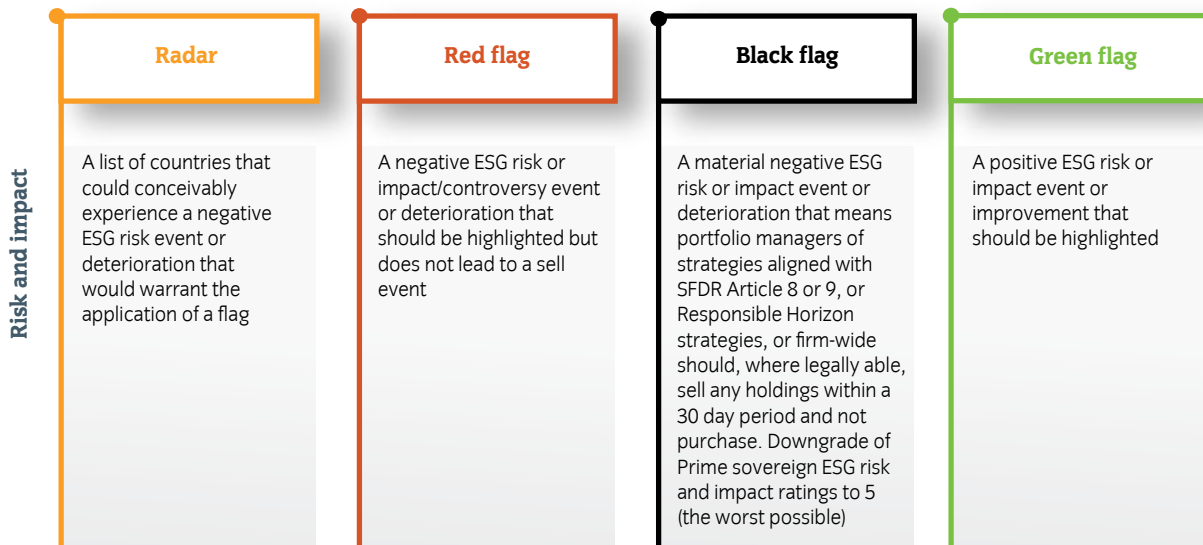 Risk and impact
Radar
A list of countries that
could conceivably
experience a negative
ESG risk event or
deterioration that
would warrant the
application of a flag
Red flag
A negative ESG risk or
impact/controversy event
or deterioration that
should be highlighted but
does not lead to a sell
event
Black flag
A material negative ESG
risk or impact event or
deterioration that means
portfolio managers of
strategies aligned with
SFDR Article 8 or 9, or
Responsible Horizon
strategies, or firm-wide
should, where legally able,
sell any holdings within a
30 day period and not
purchase. Downgrade of
Prime sovereign ESG risk
and impact ratings to 5
(the worst possible)
Green flag
A positive ESG risk or
impact event or
improvement that
should be highlighted